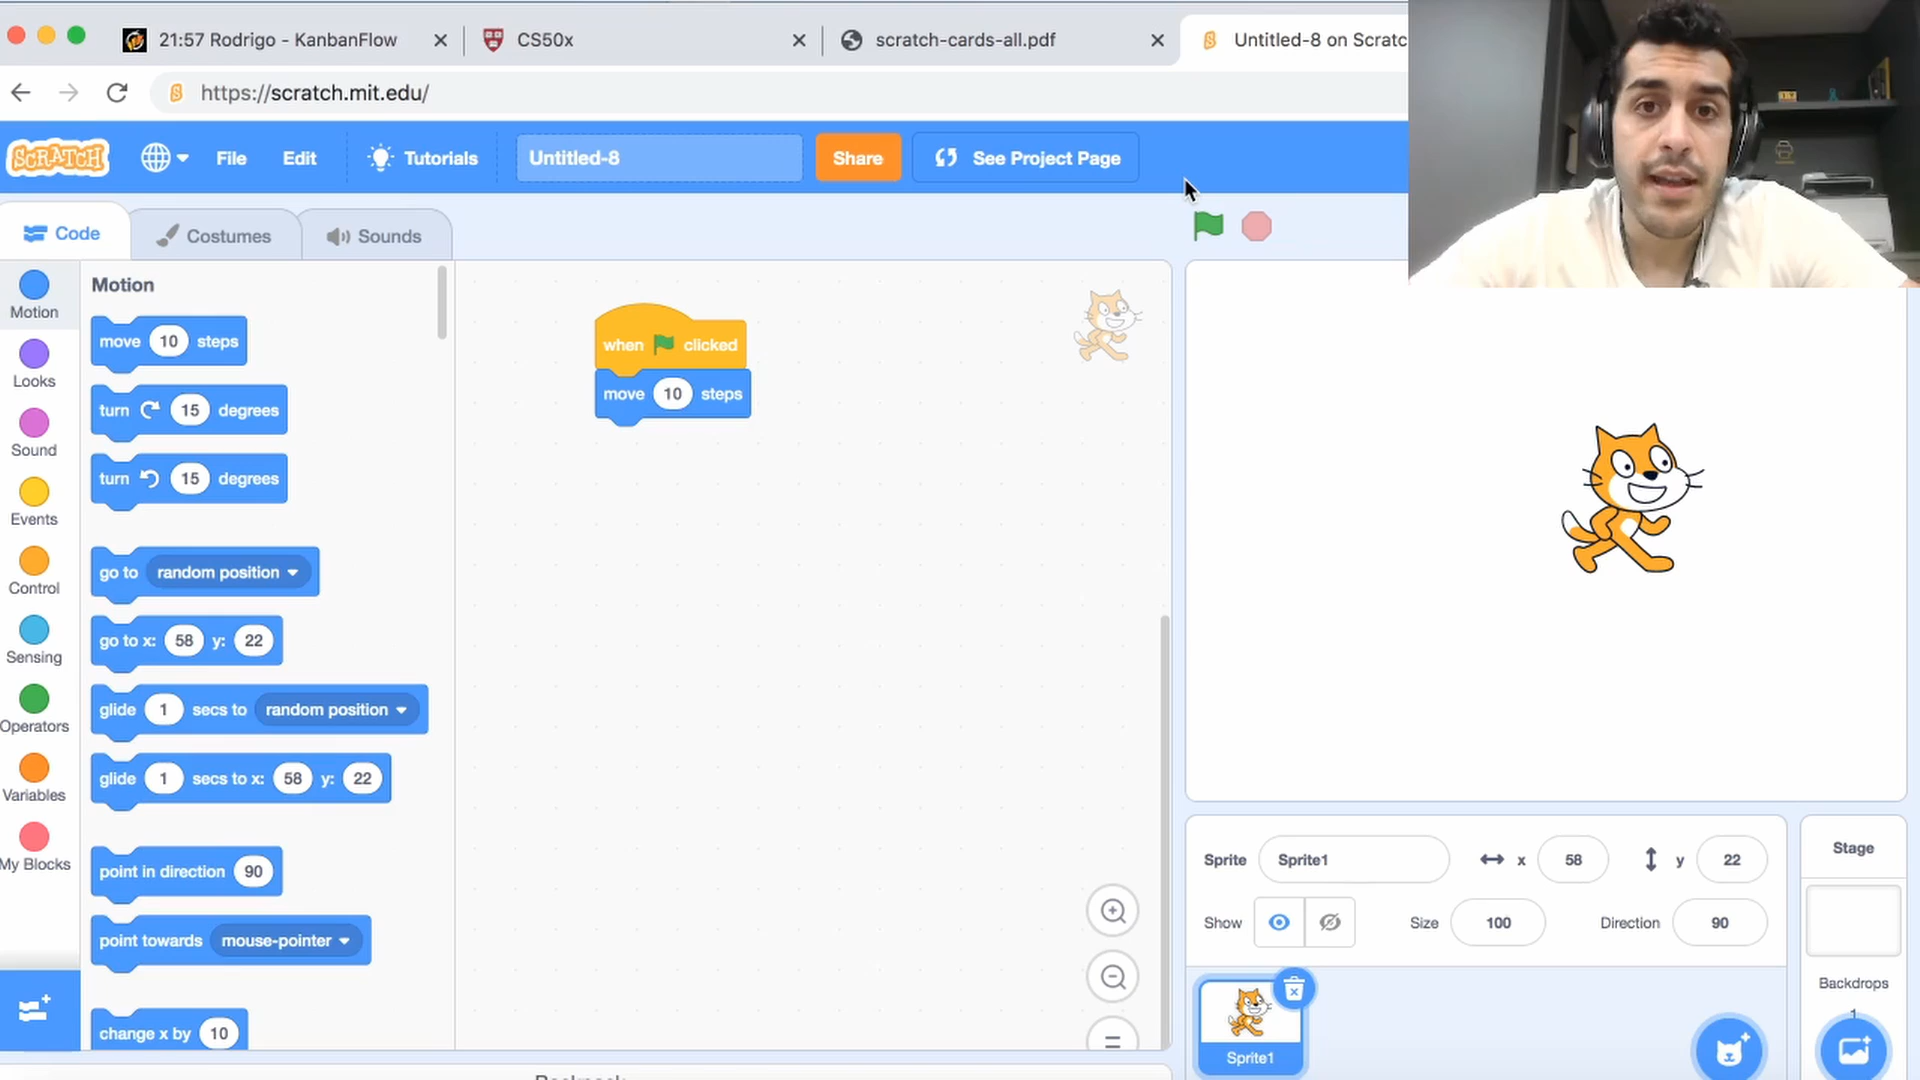 21:57 Rodrigo - KanbanFlow
CS50x
scratch-cards-all.pdf
Untitled-8 on Scratc
https://scratch.mit.edu/
SCRATCH
File
Edit
Tutorials
Untitled-8
Share
See Project Page
Code
Costumes
Sounds
Motion
Looks
Sound
Events
Control
Sensing
Operators
Variables
My Blocks
Motion
move 10 steps
turn 15 degrees
turn 15 degrees
go to random position
go to x: 58 y: 22
glide 1 secs to random position
glide 1 secs to x: 58 y: 22
point in direction 90
point towards mouse-pointer
change x by 10
when clicked
move 10 steps
Sprite Sprite1 x 58 y 22
Show Size 100 Direction 90
Sprite1
Stage
Backdrops
1